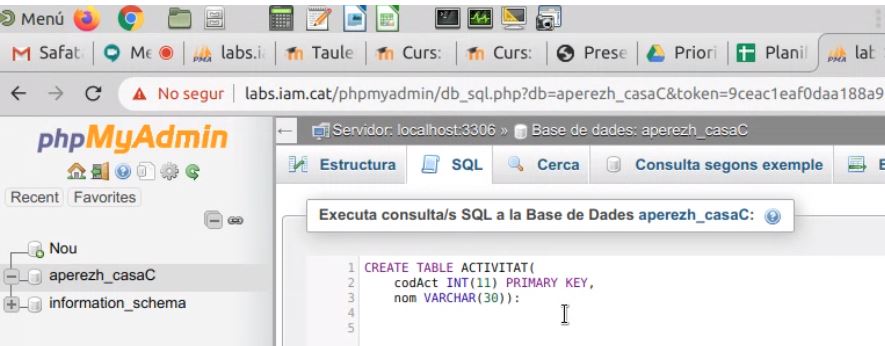 Menú
Safat
Me
labs.i
Taule
Curs:
Curs:
Prese
Priori
Planil
lab
No segur
labs.iam.cat/phpmyadmin/db_sql.php?db=aperezh_casaC&token=9ceac1eaf0daa188a9
phpMyAdmin
Servidor: localhost:3306 » Base de dades: aperezh_casaC
Estructura
SQL
Cerca
Consulta segons exemple
E
Recent
Favorites
Executa consulta/s SQL a la Base de Dades aperezh_casaC:
Nou
aperezh_casaC
information_schema
1 CREATE TABLE ACTIVITAT(
2 codAct INT(11) PRIMARY KEY,
3 nom VARCHAR(30)):
4
5